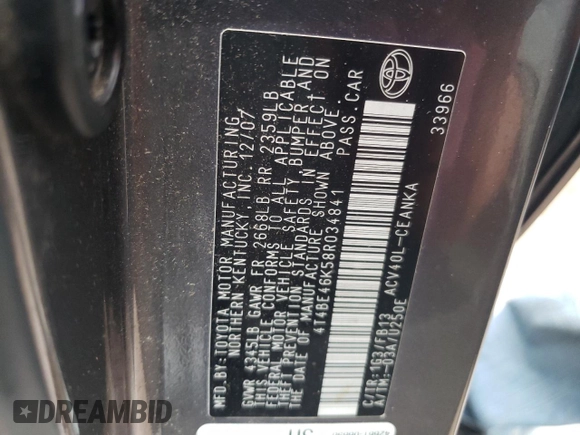 MFD. BY: TOYOTA MOTOR MANUFACTURING
NORTHERN KENTUCKY, INC. 12/07
GVWR 4345LB GAWR FR 2668LB RR 2359LB
THIS VEHICLE CONFORMS TO ALL APPLICABLE
FEDERAL MOTOR VEHICLE SAFETY, BUMPER AND
THEFT PREVENTION STANDARDS IN EFFECT ON
THE DATE OF MANUFACTURE SHOWN ABOVE.
4T4BE46K58R034841 PASS. CAR
C/TR: 1G3/FB13 ACV40L-CEANKA
A/TM: -03A/U250E
33966
DREAMBID